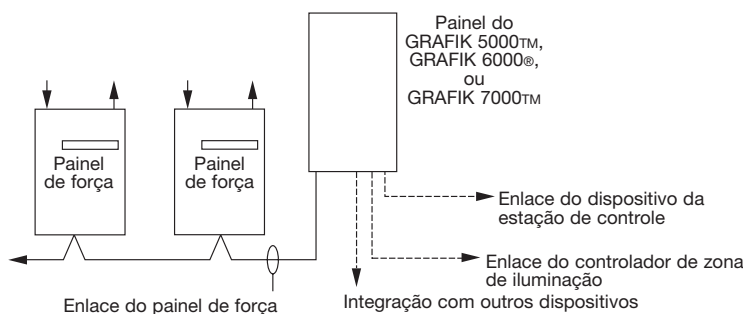 Painel do
GRAFIK 5000TM,
GRAFIK 6000®,
ou
GRAFIK 7000TM
Painel
de força
Painel
de força
Enlace do dispositivo da
estação de controle
Enlace do controlador de zona
de iluminação
Enlace do painel de força
Integração com outros dispositivos